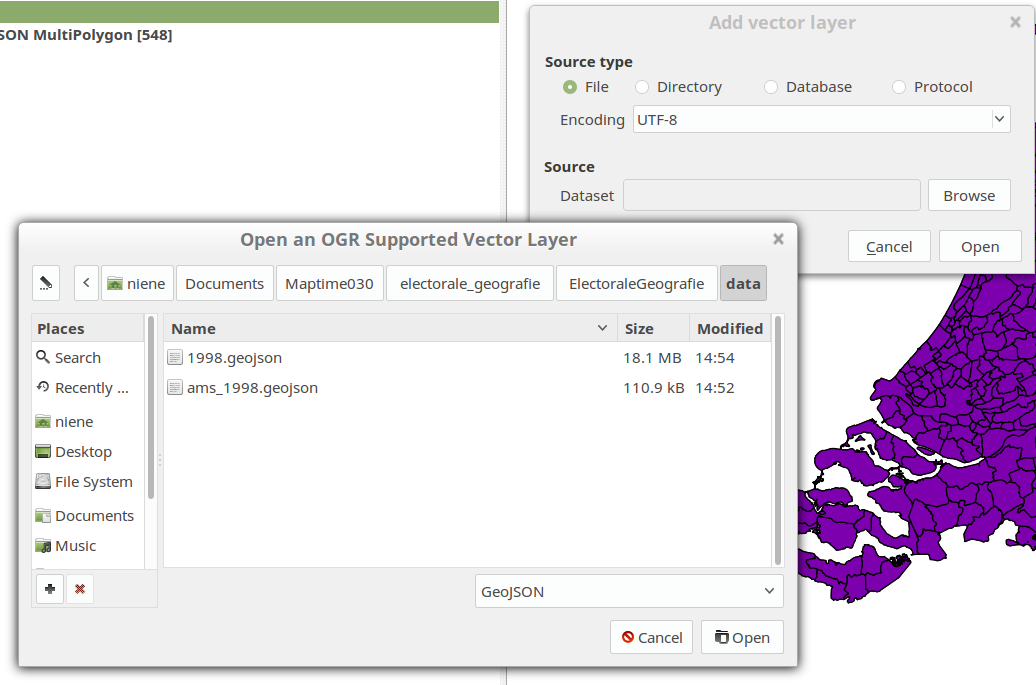 SON MultiPolygon [548]
Add vector layer
Source type
File Directory Database Protocol
Encoding UTF-8
Source
Dataset Browse
Cancel Open
Open an OGR Supported Vector Layer
niene Documents Maptime030 electorale_geografie ElectoraleGeografie data
Places Name Size Modified
Search 1998.geojson 18.1 MB 14:54
Recently ... ams_1998.geojson 110.9 kB 14:52
niene
Desktop
File System
Documents
Music
GeoJSON
Cancel Open